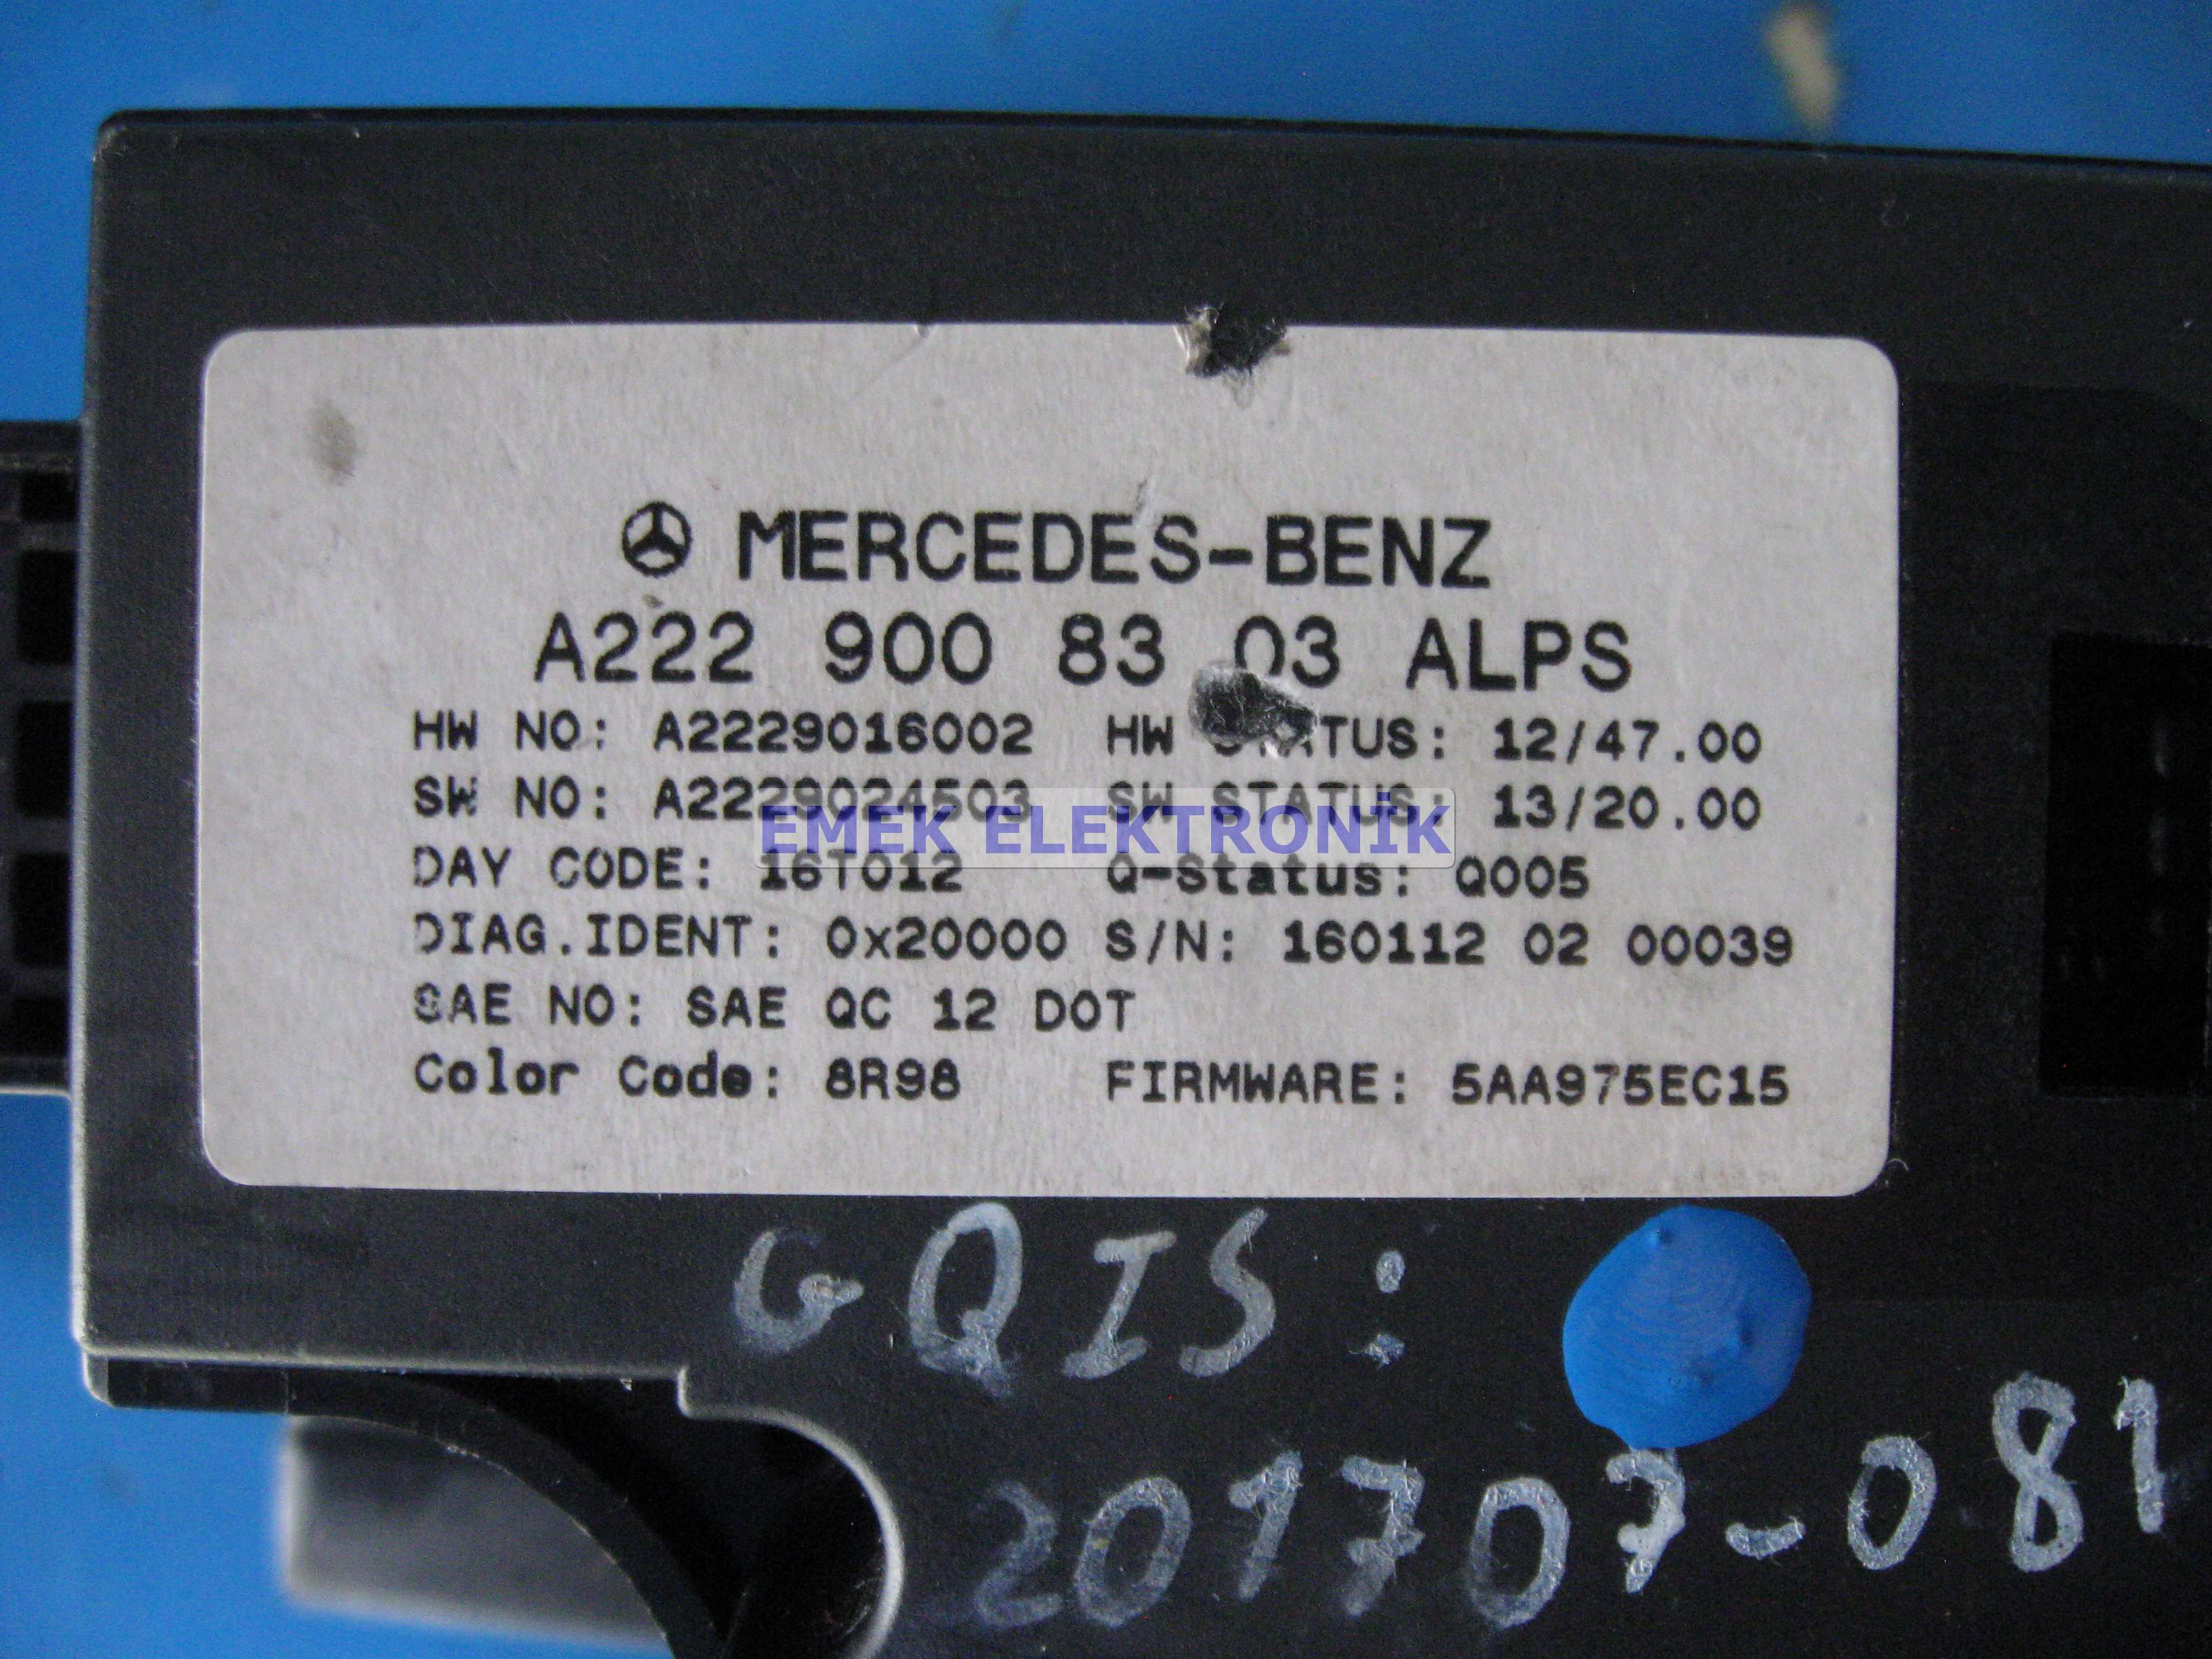 MERCEDES-BENZ
A222 900 83 03 ALPS
HW NO: A2229016002 HW STATUS: 12/47.00
SW NO: A2229024503 SW STATUS: 13/20.00
EMEK ELEKTRONİK
DAY CODE: 16T012 Q-Status: Q005
DIAG.IDENT: 0x20000 S/N: 160112 02 00039
SAE NO: SAE QC 12 DOT
Color Code: 8R98 FIRMWARE: 5AA975EC15
GQIS:
201707-081